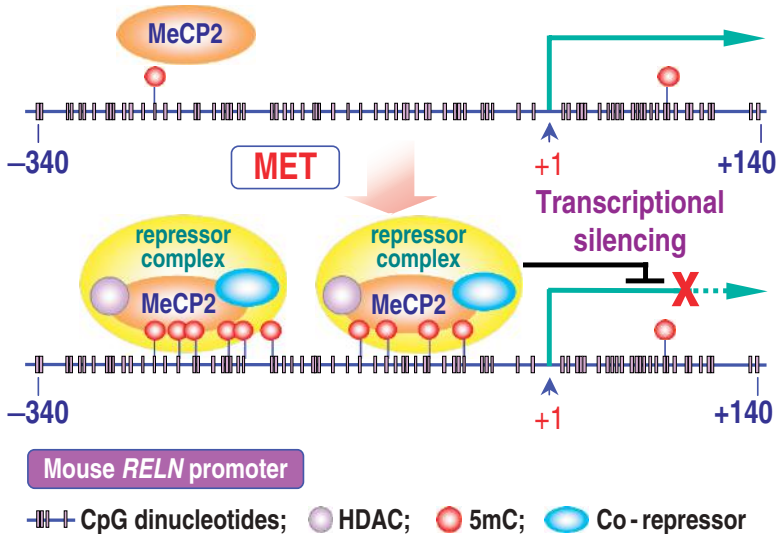 MeCP2
–340
+1
+140
MET
Transcriptional
silencing
repressor
complex
MeCP2
repressor
complex
MeCP2
X
–340
+1
+140
Mouse RELN promoter
CpG dinucleotides; HDAC; 5mC; Co-repressor